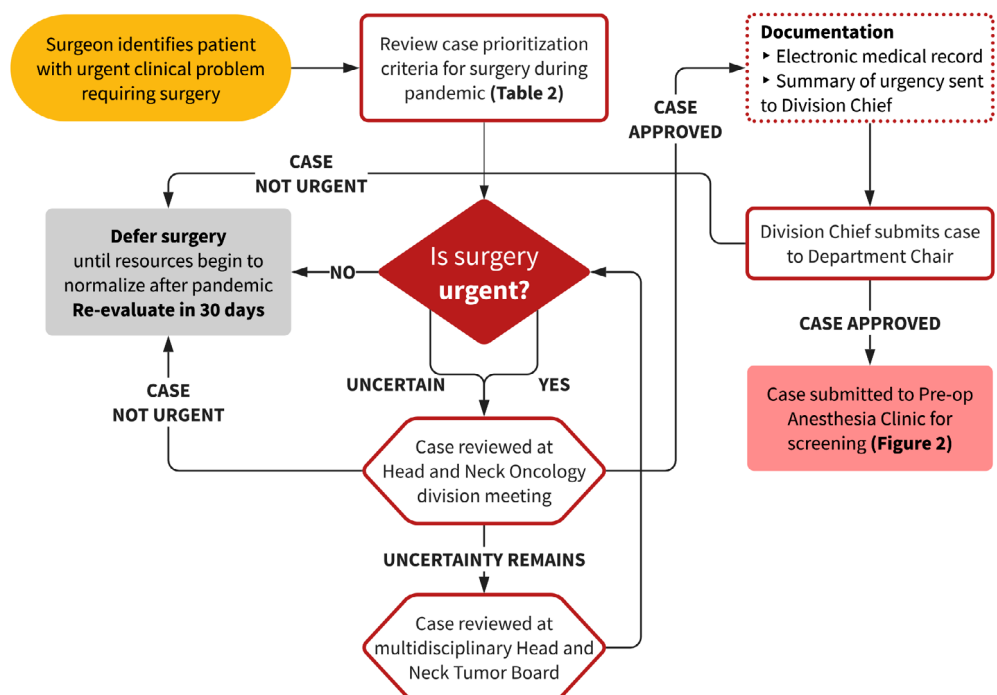 Surgeon identifies patient
with urgent clinical problem
requiring surgery
Review case prioritization
criteria for surgery during
pandemic (Table 2)
Documentation
‣ Electronic medical record
‣ Summary of urgency sent
to Division Chief
CASE
APPROVED
CASE
NOT URGENT
Defer surgery
until resources begin to
normalize after pandemic
Re-evaluate in 30 days
NO
Is surgery
urgent?
Division Chief submits case
to Department Chair
CASE APPROVED
UNCERTAIN
YES
CASE
NOT URGENT
Case submitted to Pre-op
Anesthesia Clinic for
screening (Figure 2)
Case reviewed at
Head and Neck Oncology
division meeting
UNCERTAINTY REMAINS
Case reviewed at
multidisciplinary Head and
Neck Tumor Board